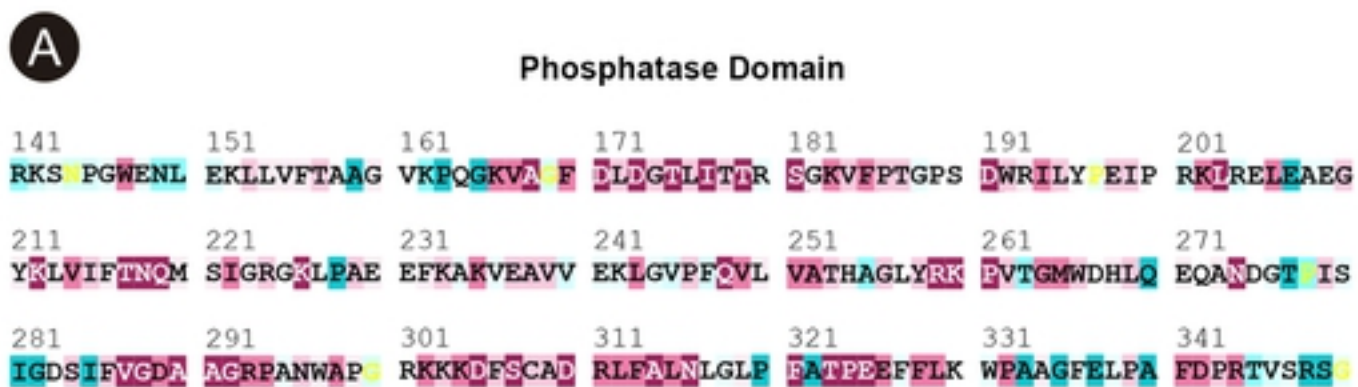 A
Phosphatase Domain
141 151 161 171 181 191 201
RKSNPGWENL EKLLVFTAAG VKPQGKVAGF DLDGTLITTR SGKVFPTGPS DWRILYPEIP RKLRELEAEG
211 221 231 241 251 261 271
YKLVIFTNQM SIGRGKLPAE EFKAKVEAVV EKLGVPFQVL VATHAGLYRK PVTGMWDHLQ EQANDGTPIS
281 291 301 311 321 331 341
IGDSIFVGDA AGRPANWAPG RKKKDFSCAD RLFALNLGLP FATPEEFFLK WPAAGFELPA FDPRTVSRSG